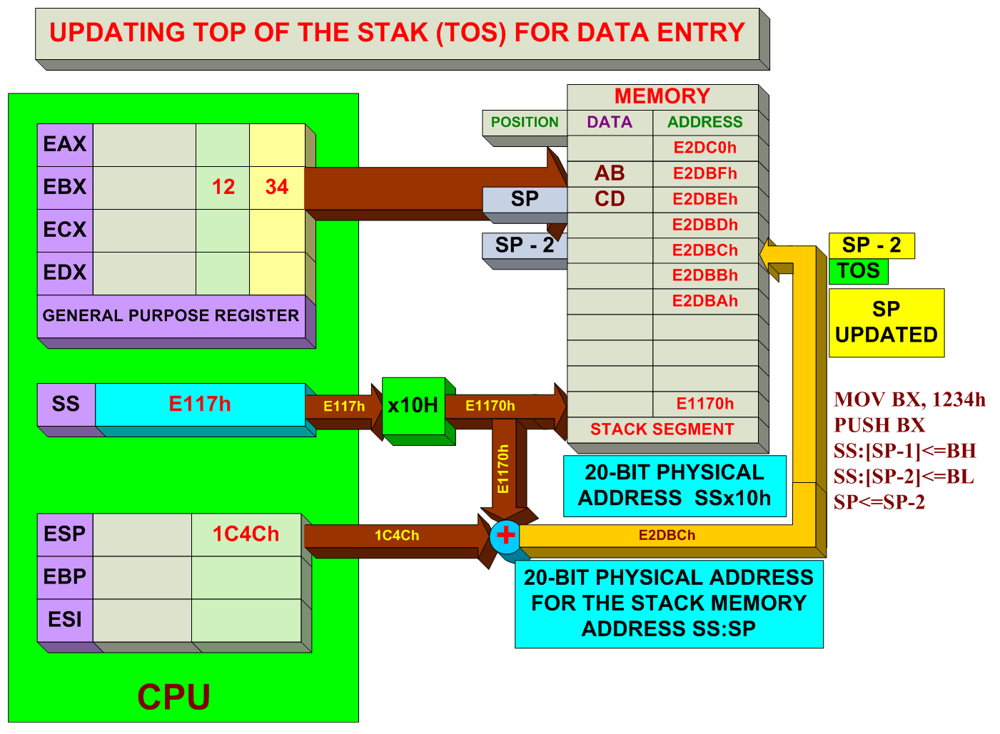 UPDATING TOP OF THE STAK (TOS) FOR DATA ENTRY
MEMORY
POSITION DATA ADDRESS
E2DC0h
AB E2DBFh
SP CD E2DBEh
E2DBDh
SP - 2 E2DBCh
E2DBBh
E2DBAh
E1170h
STACK SEGMENT
EAX
EBX 12 34
ECX
EDX
GENERAL PURPOSE REGISTER
SS E117h
E117h
x10H
E1170h
E1170h
ESP 1C4Ch
EBP
ESI
CPU
1C4Ch
+
E2DBCh
20-BIT PHYSICAL
ADDRESS SSx10h
20-BIT PHYSICAL ADDRESS
FOR THE STACK MEMORY
ADDRESS SS:SP
SP - 2
TOS
SP
UPDATED
MOV BX, 1234h
PUSH BX
SS:[SP-1]<=BH
SS:[SP-2]<=BL
SP<=SP-2